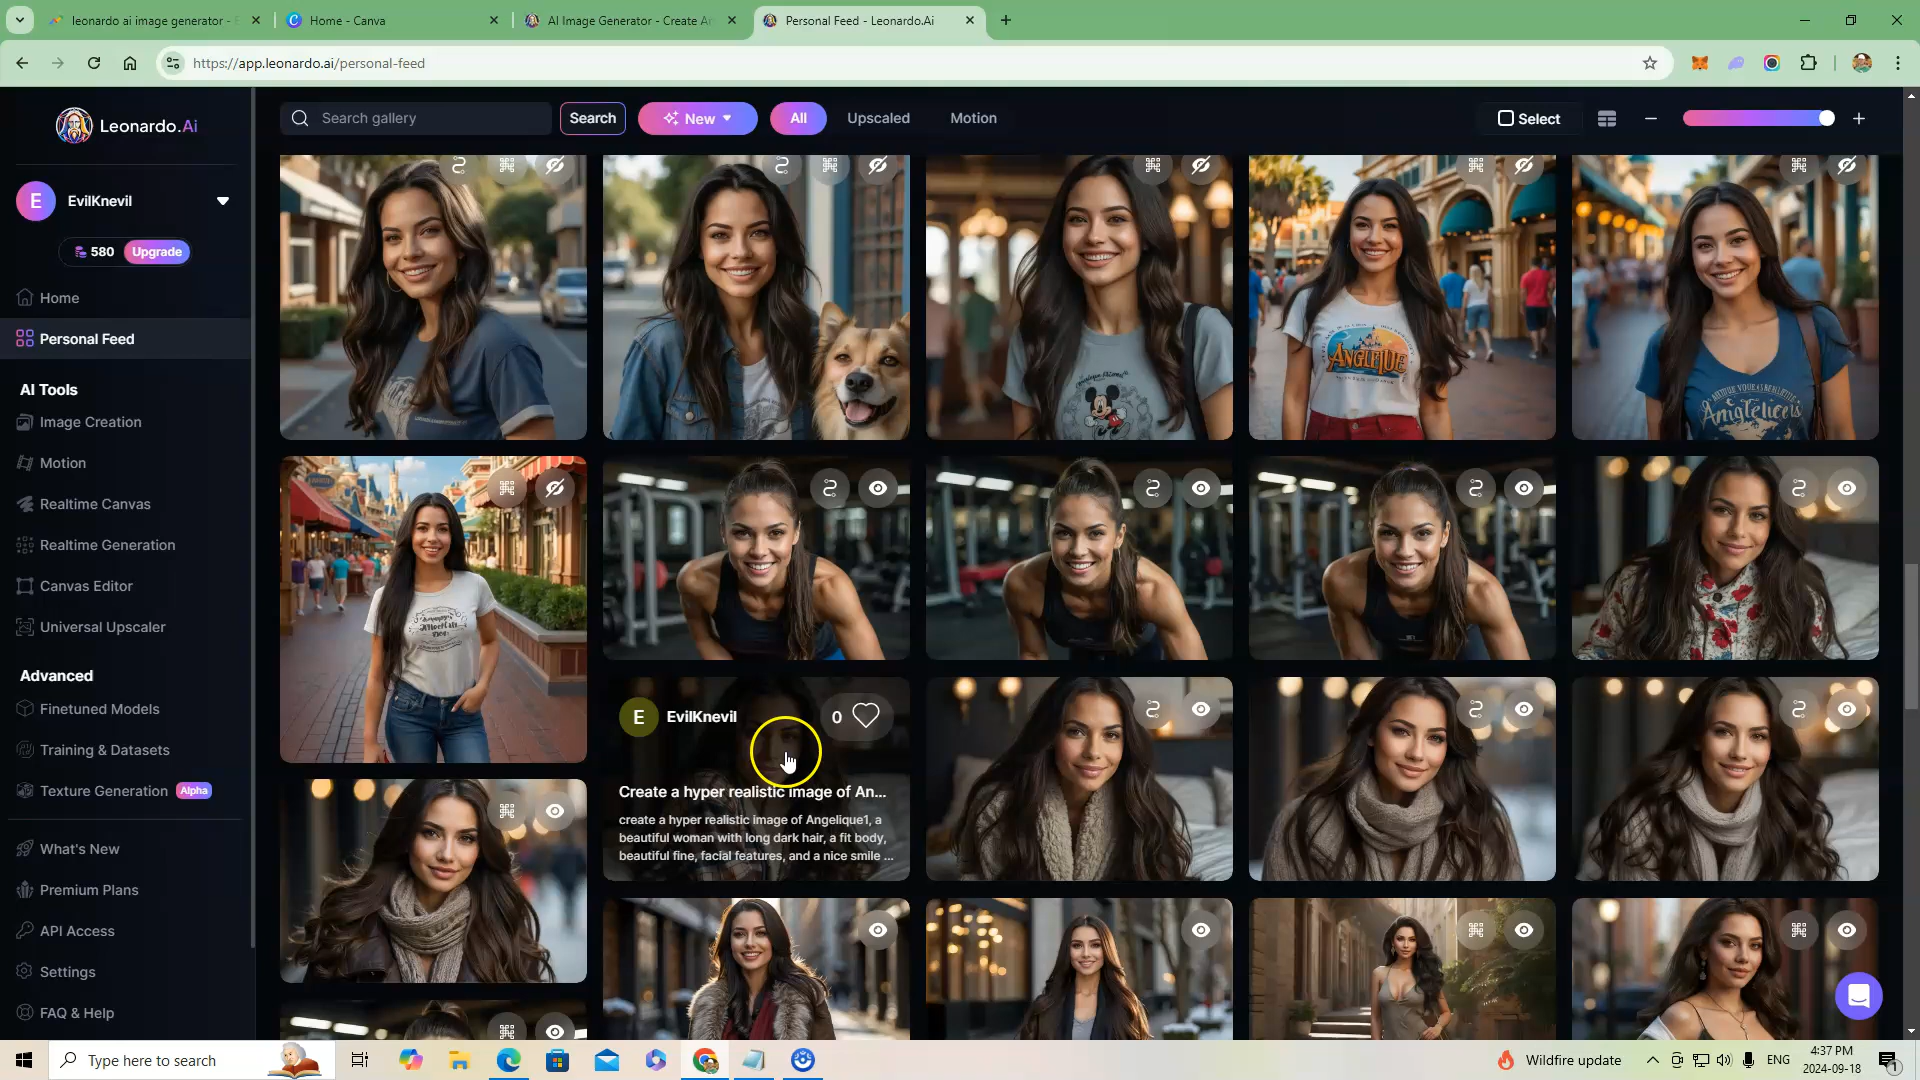 leonardo ai image generator -
Home - Canva
AI Image Generator - Create A
Personal Feed - Leonardo.Ai
https://app.leonardo.ai/personal-feed
Leonardo.Ai
Search gallery
Search
New
All
Upscaled
Motion
Select
E
EvilKnevil
580
Upgrade
Home
Personal Feed
AI Tools
Image Creation
Motion
Realtime Canvas
Realtime Generation
Canvas Editor
Universal Upscaler
Advanced
Finetuned Models
Training & Datasets
Texture Generation Alpha
What's New
Premium Plans
API Access
Settings
FAQ & Help
ANGLFIQUE
E
EvilKnevil
0
Create a hyper realistic image of An...
create a hyper realistic image of Angelique1, a
beautiful woman with long dark hair, a fit body,
beautiful fine, facial features, and a nice smile ...
Type here to search
Wildfire update
ENG
4:37 PM
2024-09-18
1